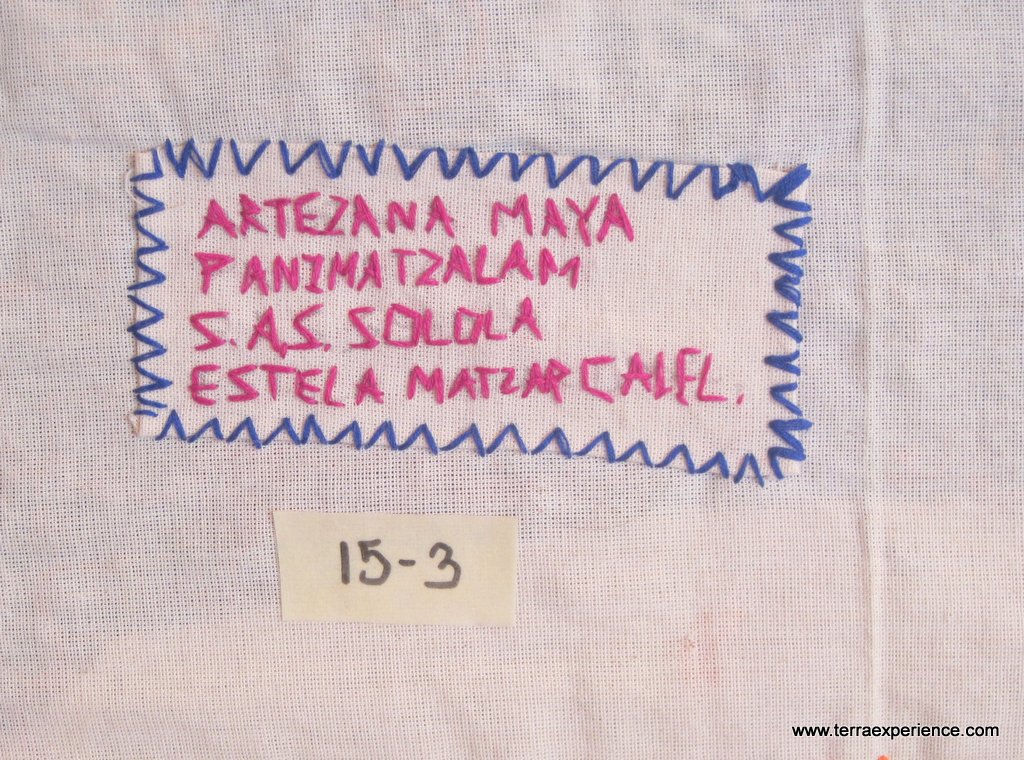 ARTEZANA MAYA
PANIMATZALAM
S.A.S. SOLOLA
ESTELA MATZAR CALEL.
15-3
www.terraexperience.com